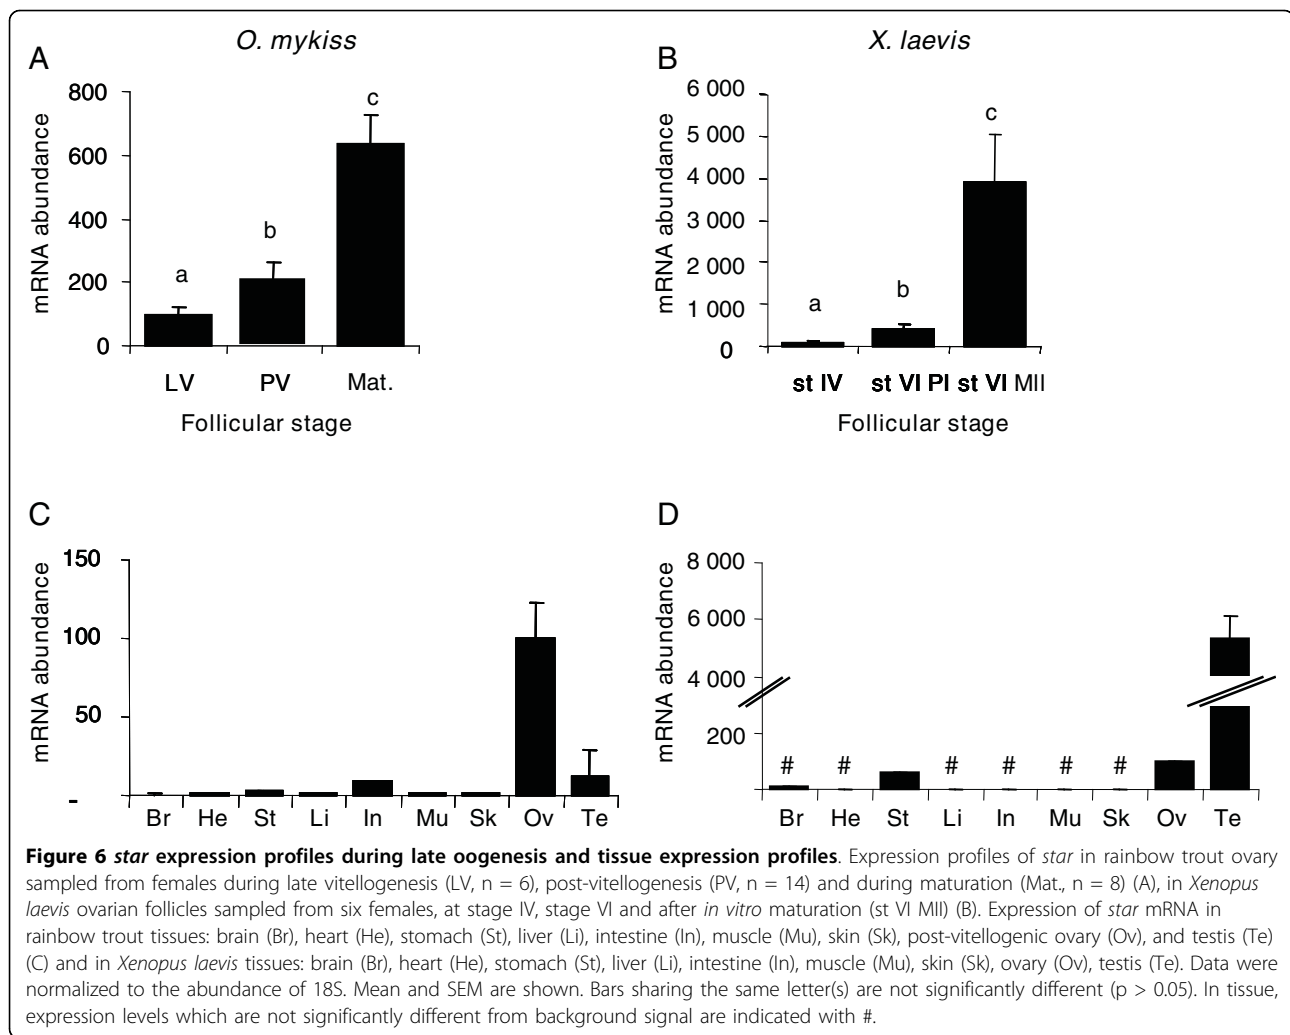 O. mykiss
X. laevis
A
mRNA abundance
800
600
400
200
0
a
b
c
LV PV Mat.
Follicular stage
B
mRNA abundance
6 000
5 000
4 000
3 000
2 000
1 000
0
a
b
c
st IV st VI PI st VI MII
Follicular stage
C
mRNA abundance
150
100
50
-
Br He St Li In Mu Sk Ov Te
D
mRNA abundance
8 000
6 000
4 000
200
# # # # # #
Br He St Li In Mu Sk Ov Te
Figure 6 star expression profiles during late oogenesis and tissue expression profiles. Expression profiles of star in rainbow trout ovary
sampled from females during late vitellogenesis (LV, n = 6), post-vitellogenesis (PV, n = 14) and during maturation (Mat., n = 8) (A), in Xenopus
laevis ovarian follicles sampled from six females, at stage IV, stage VI and after in vitro maturation (st VI MII) (B). Expression of star mRNA in
rainbow trout tissues: brain (Br), heart (He), stomach (St), liver (Li), intestine (In), muscle (Mu), skin (Sk), post-vitellogenic ovary (Ov), and testis (Te)
(C) and in Xenopus laevis tissues: brain (Br), heart (He), stomach (St), liver (Li), intestine (In), muscle (Mu), skin (Sk), ovary (Ov), testis (Te). Data were
normalized to the abundance of 18S. Mean and SEM are shown. Bars sharing the same letter(s) are not significantly different (p > 0.05). In tissue,
expression levels which are not significantly different from background signal are indicated with #.